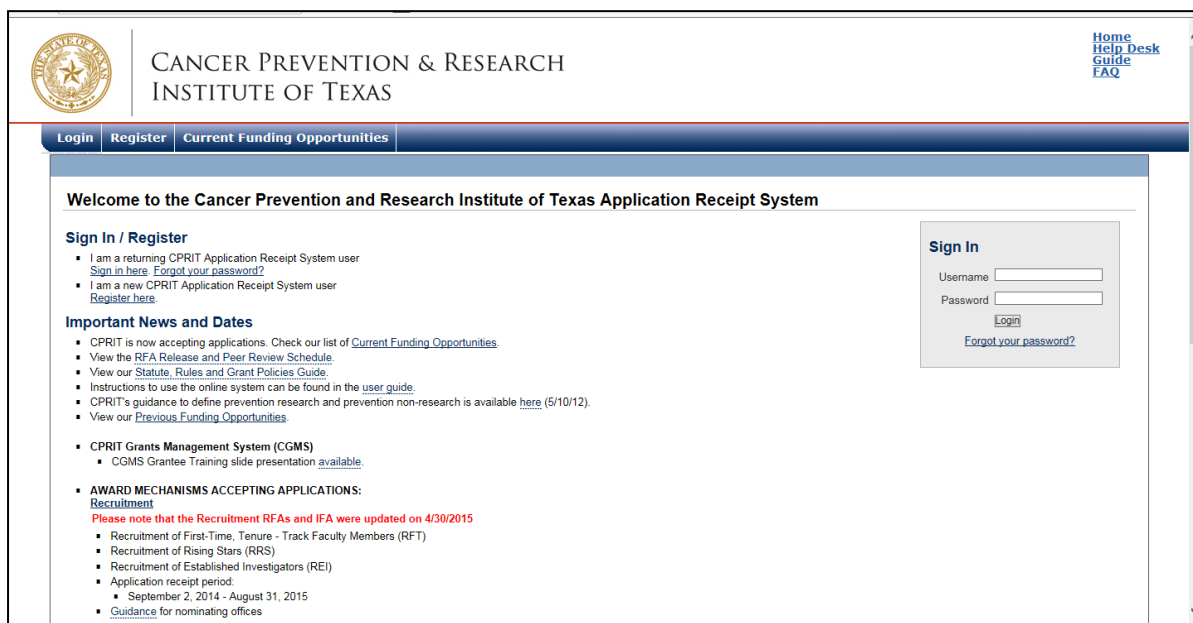 THE STATE OF TEXAS
CANCER PREVENTION & RESEARCH
INSTITUTE OF TEXAS
Home
Help Desk
Guide
FAQ
Login Register Current Funding Opportunities
Welcome to the Cancer Prevention and Research Institute of Texas Application Receipt System
Sign In / Register
I am a returning CPRIT Application Receipt System user
Sign in here. Forgot your password?
I am a new CPRIT Application Receipt System user
Register here.
Important News and Dates
CPRIT is now accepting applications. Check our list of Current Funding Opportunities.
View the RFA Release and Peer Review Schedule.
View our Statute, Rules and Grant Policies Guide.
Instructions to use the online system can be found in the user guide.
CPRIT's guidance to define prevention research and prevention non-research is available here (5/10/12).
View our Previous Funding Opportunities.
CPRIT Grants Management System (CGMS)
CGMS Grantee Training slide presentation available.
AWARD MECHANISMS ACCEPTING APPLICATIONS:
Recruitment
Please note that the Recruitment RFAs and IFA were updated on 4/30/2015
Recruitment of First-Time, Tenure - Track Faculty Members (RFT)
Recruitment of Rising Stars (RRS)
Recruitment of Established Investigators (REI)
Application receipt period:
September 2, 2014 - August 31, 2015
Guidance for nominating offices
Sign In
Username
Password
Login
Forgot your password?